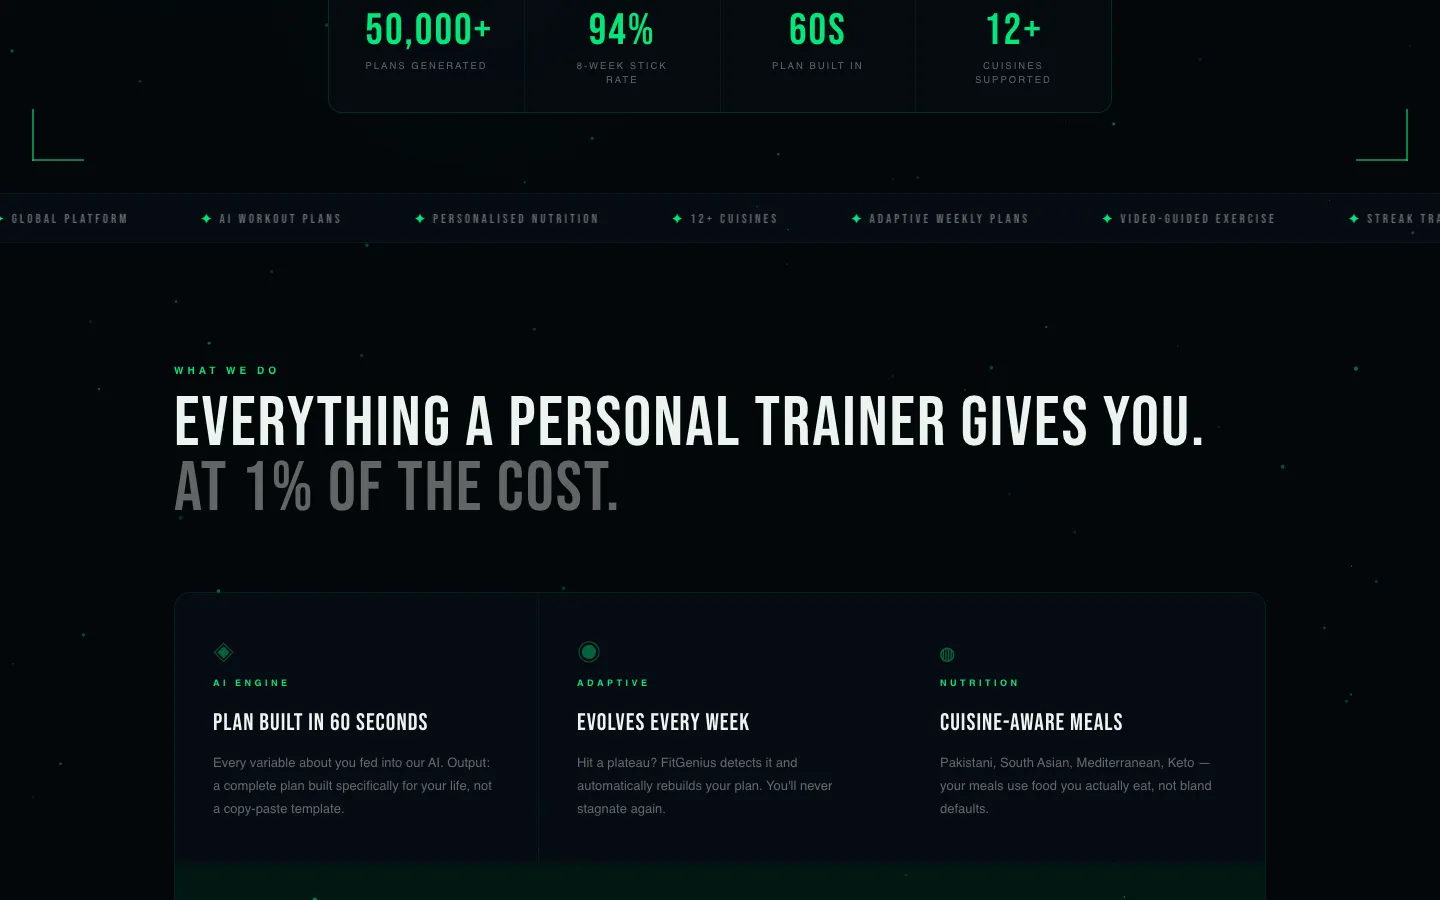 50,000+
94%
60S
12+
PLANS GENERATED
8-WEEK STICK
RATE
PLAN BUILT IN
CUISINES
SUPPORTED
✦ GLOBAL PLATFORM ✦ AI WORKOUT PLANS ✦ PERSONALISED NUTRITION ✦ 12+ CUISINES ✦ ADAPTIVE WEEKLY PLANS ✦ VIDEO-GUIDED EXERCISE ✦ STREAK
WHAT WE DO
EVERYTHING A PERSONAL TRAINER GIVES YOU.
AT 1% OF THE COST.
AI ENGINE
PLAN BUILT IN 60 SECONDS
Every variable about you fed into our AI. Output:
a complete plan built specifically for your life, not
a copy-paste template.
ADAPTIVE
EVOLVES EVERY WEEK
Hit a plateau? FitGenius detects it and
automatically rebuilds your plan. You'll never
stagnate again.
NUTRITION
CUISINE-AWARE MEALS
Pakistani, South Asian, Mediterranean, Keto —
your meals use food you actually eat, not bland
defaults.